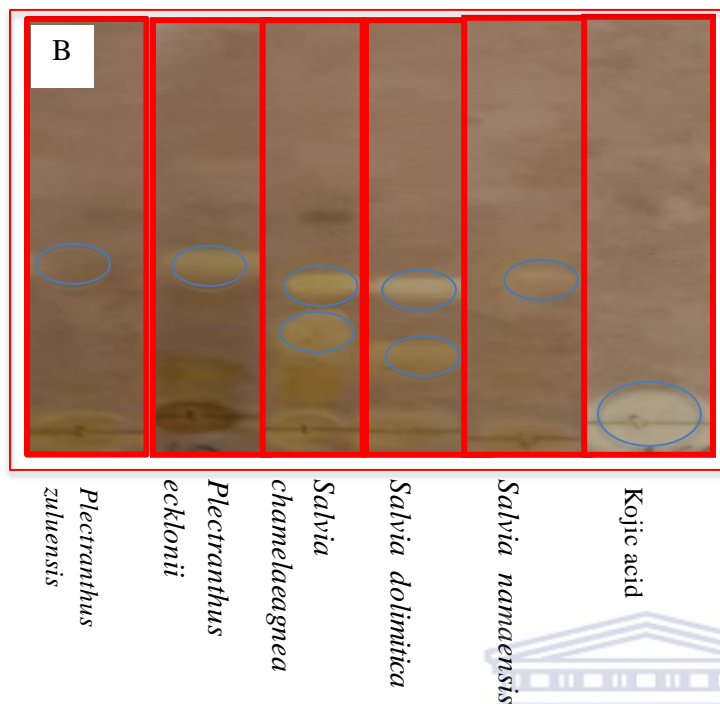 B
Plectranthus
zuluensis
Plectranthus
ecklonii
Salvia
chamelaeagnea
Salvia dolimitica
Salvia namaensis
Kojic acid